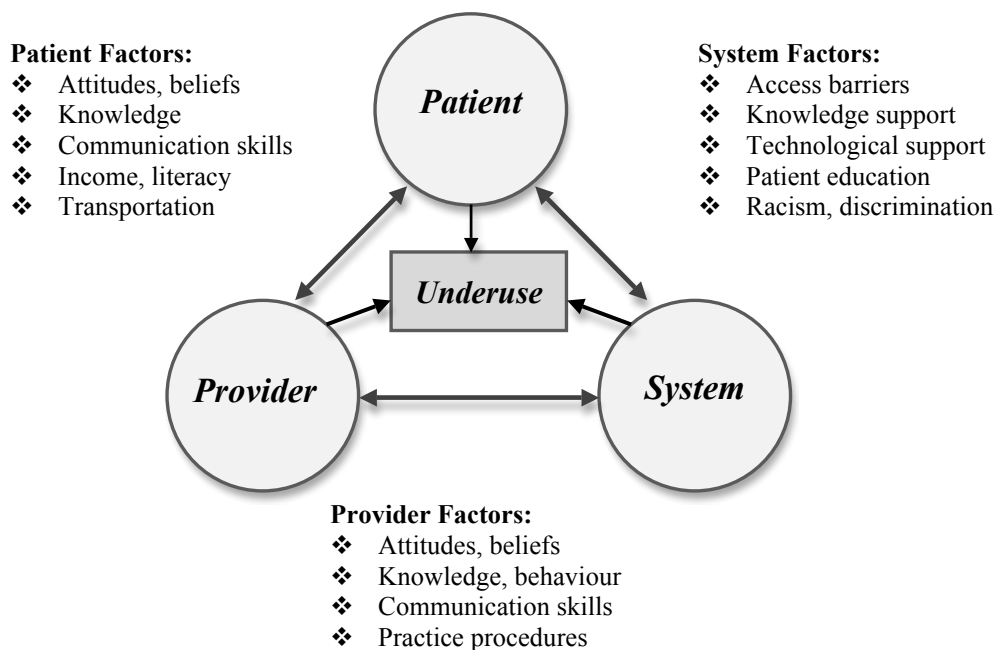 Patient Factors:
❖ Attitudes, beliefs
❖ Knowledge
❖ Communication skills
❖ Income, literacy
❖ Transportation
System Factors:
❖ Access barriers
❖ Knowledge support
❖ Technological support
❖ Patient education
❖ Racism, discrimination
Patient
Underuse
Provider
System
Provider Factors:
❖ Attitudes, beliefs
❖ Knowledge, behaviour
❖ Communication skills
❖ Practice procedures